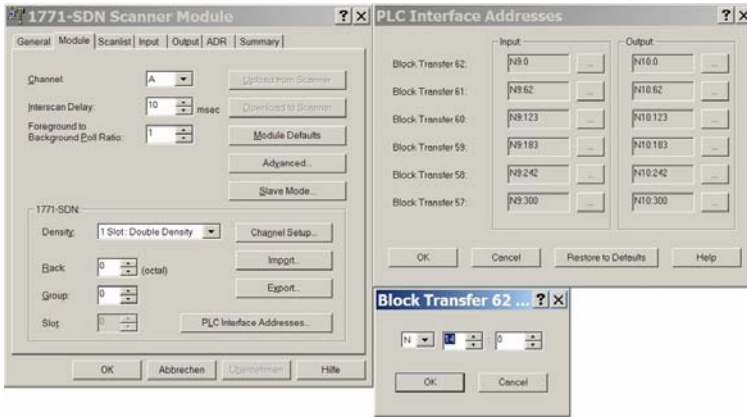 1771-SDN Scanner Module
General Module Scanlist Input Output ADR Summary
Channel: A
Upload from Scanner
Interscan Delay: 10 msec
Download to Scanner
Foreground to
Background Poll Ratio: 1
Module Defaults
Advanced...
Slave Mode...
1771-SDN:
Density: 1 Slot: Double Density
Channel Setup...
Rack: 0 (octal)
Import...
Group: 0
Export...
Slot: 0
PLC Interface Addresses...
OK Abbrechen Übernehmen Hilfe
PLC Interface Addresses
Input: Output:
Block Transfer 62: N9:0 ... N10:0 ...
Block Transfer 61: N9:62 ... N10:62 ...
Block Transfer 60: N9:123 ... N10:123 ...
Block Transfer 59: N9:183 ... N10:183 ...
Block Transfer 58: N9:242 ... N10:242 ...
Block Transfer 57: N9:300 ... N10:300 ...
OK Cancel Restore to Defaults Help
Block Transfer 62 ...
N 14 : 0
OK Cancel